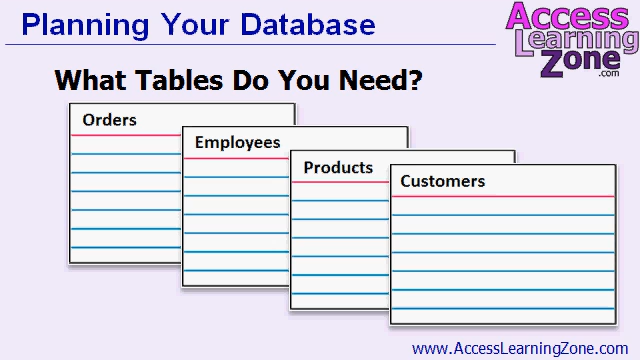 Planning Your Database
Access
Learning
Zone
.com
What Tables Do You Need?
Orders
Employees
Products
Customers
www.AccessLearningZone.com